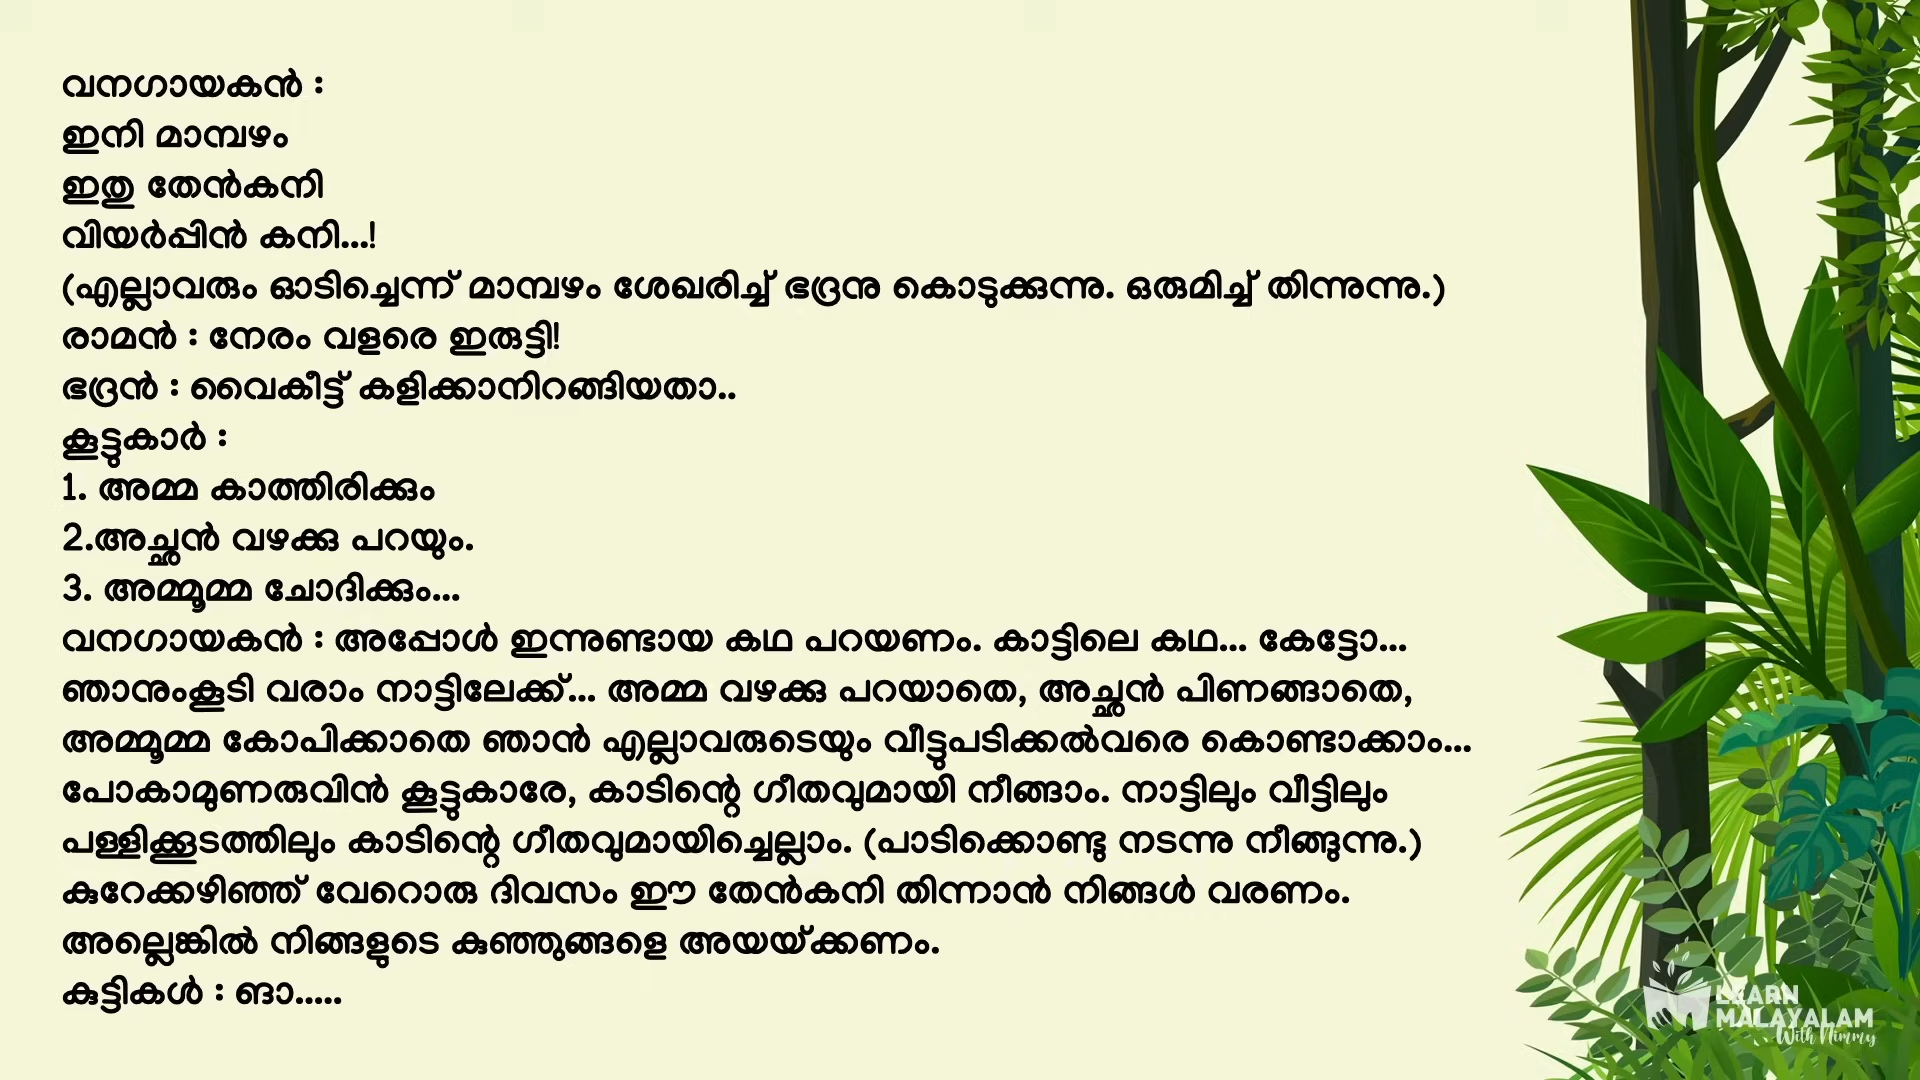 വനഗായകൻ :
ഇനി മാമ്പഴം
ഇതു തേൻകനി
വിയർപ്പിൻ കനി...!
(എല്ലാവരും ഓടിച്ചെന്ന് മാമ്പഴം ശേഖരിച്ച് ഭദ്രനു കൊടുക്കുന്നു. ഒരുമിച്ച് തിന്നുന്നു.)
രാമൻ : നേരം വളരെ ഇരുട്ടി!
ഭദ്രൻ : വൈകീട്ട് കളിക്കാനിറങ്ങിയതാ..
കൂട്ടുകാർ :
1. അമ്മ കാത്തിരിക്കും
2.അച്ഛൻ വഴക്കു പറയും.
3. അമ്മൂമ്മ ചോദിക്കും...
വനഗായകൻ : അപ്പോൾ ഇന്നുണ്ടായ കഥ പറയണം. കാട്ടിലെ കഥ... കേട്ടോ...
ഞാനുംകൂടി വരാം നാട്ടിലേക്ക്... അമ്മ വഴക്കു പറയാതെ, അച്ഛൻ പിണങ്ങാതെ,
അമ്മൂമ്മ കോപിക്കാതെ ഞാൻ എല്ലാവരുടെയും വീട്ടുപടിക്കൽവരെ കൊണ്ടാക്കാം...
പോകാമുണരുവിൻ കൂട്ടുകാരേ, കാടിന്റെ ഗീതവുമായി നീങ്ങാം. നാട്ടിലും വീട്ടിലും
പള്ളിക്കൂടത്തിലും കാടിന്റെ ഗീതവുമായിച്ചെല്ലാം. (പാടിക്കൊണ്ടു നടന്നു നീങ്ങുന്നു.)
കുറേക്കഴിഞ്ഞ് വേറൊരു ദിവസം ഈ തേൻകനി തിന്നാൻ നിങ്ങൾ വരണം.
അല്ലെങ്കിൽ നിങ്ങളുടെ കുഞ്ഞുങ്ങളെ അയയ്ക്കണം.
കുട്ടികൾ : ങാ.....
LEARN
MALAYALAM
With Nimmy